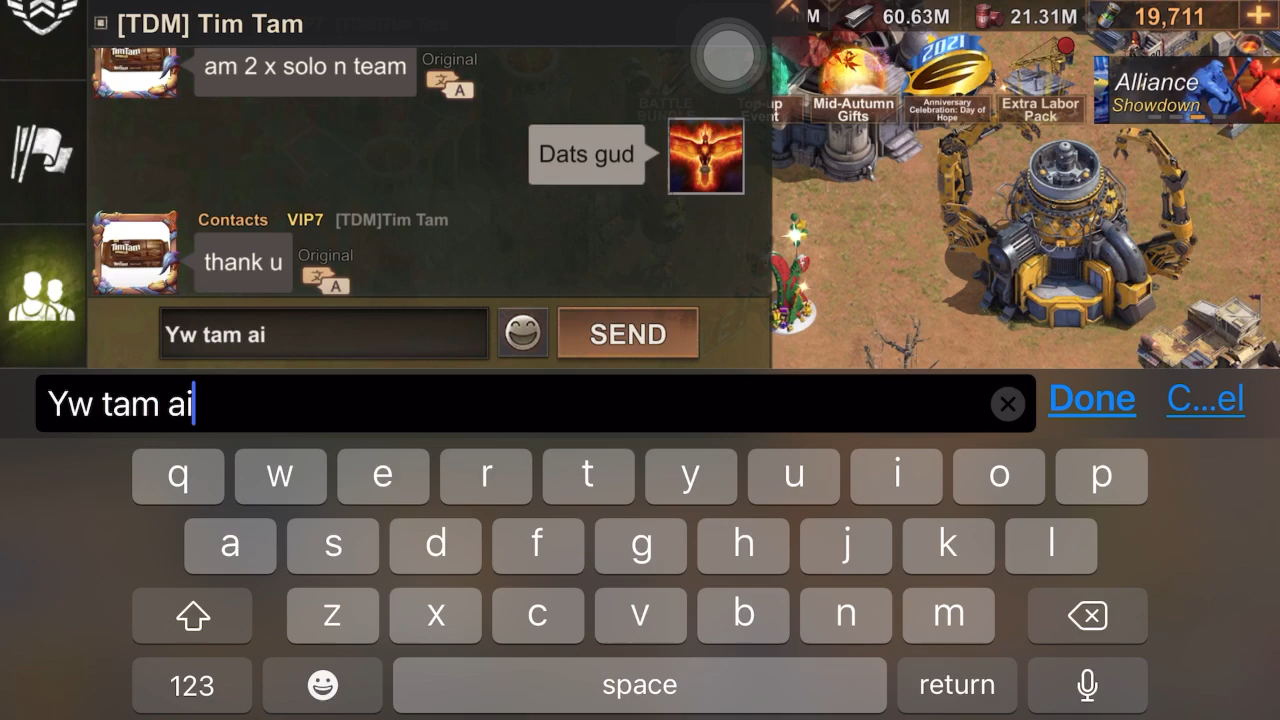 [TDM] Tim Tam
am 2 x solo n team
Original
A
Dats gud
Contacts VIP7 [TDM]Tim Tam
thank u
Original
A
Yw tam ai
SEND
M 60.63M 21.31M 19,711
2021
Mid-Autumn
Gifts
Anniversary
Celebration: Day of
Hope
Extra Labor
Pack
Alliance
Showdown
Yw tam ai
Done C...el
q w e r t y u i o p
a s d f g h j k l
z x c v b n m
123 space return